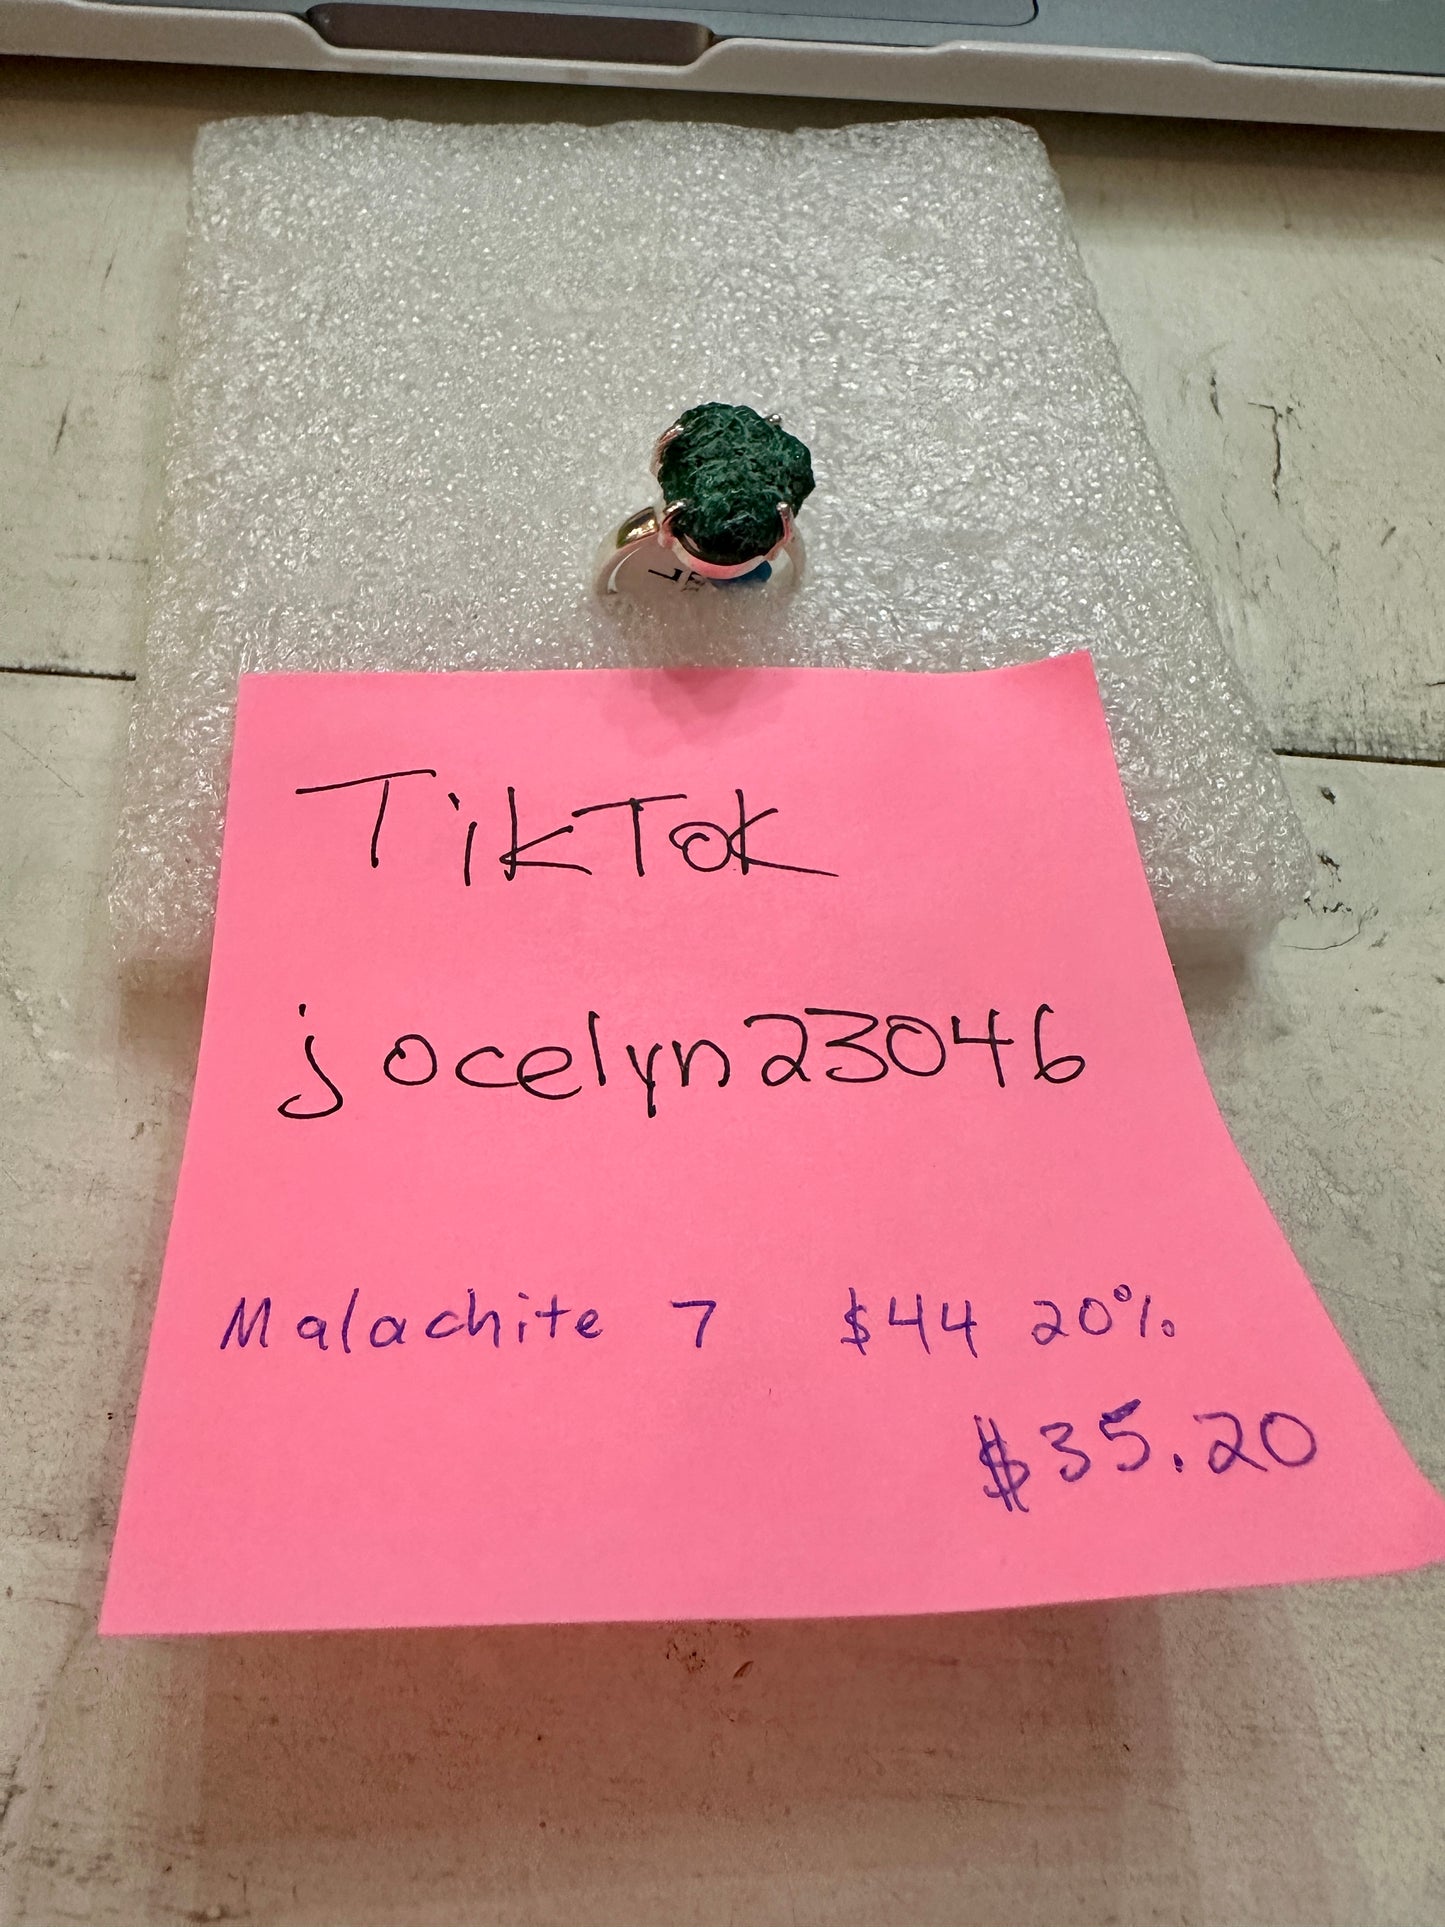 TikTok
jocelyn23046
Malachite 7 $44 20%
$35.20